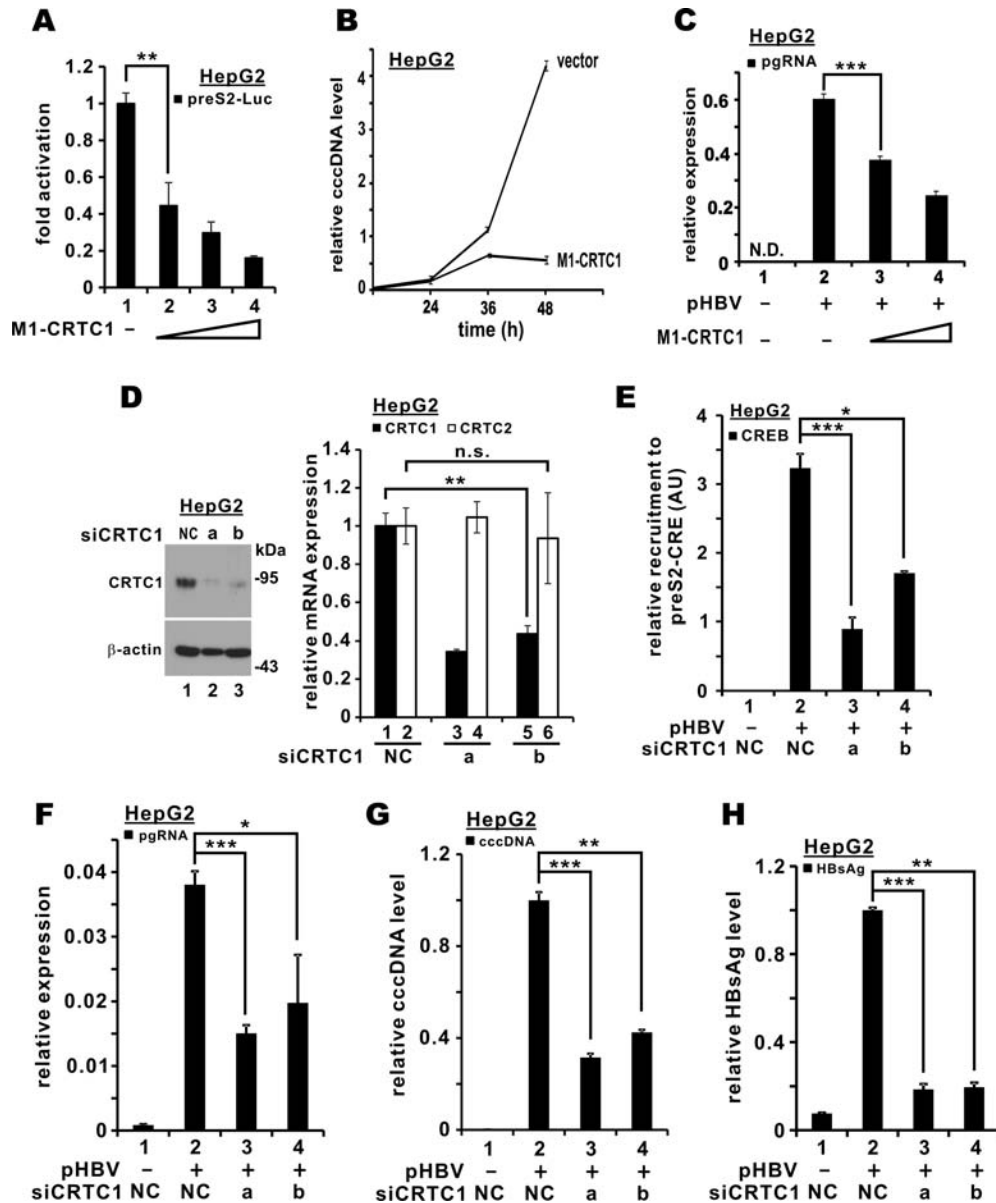 A
HepG2
■ preS2-Luc
**
fold activation
1.2
1
0.8
0.6
0.4
0.2
0
1 2 3 4
M1-CRTC1 –
B
HepG2
vector
M1-CRTC1
relative cccDNA level
4
3
2
1
0
24 36 48
time (h)
C
HepG2
■ pgRNA
***
relative expression
0.6
0.4
0.2
0
N.D.
1 2 3 4
pHBV – + + +
M1-CRTC1 – –
D
HepG2
siCRTC1 NC a b
kDa
CRTC1
-95
β-actin
-43
1 2 3
HepG2
■ CRTC1 □ CRTC2
n.s.
**
relative mRNA expression
1.4
1.2
1
0.8
0.6
0.4
0.2
0
1 2 3 4 5 6
siCRTC1 NC a b
E
HepG2
■ CREB
*
***
relative recruitment to
preS2-CRE (AU)
4
3
2
1
0
1 2 3 4
pHBV – + + +
siCRTC1 NC NC a b
F
HepG2
■ pgRNA
*
***
relative expression
0.04
0.03
0.02
0.01
0
1 2 3 4
pHBV – + + +
siCRTC1 NC NC a b
G
HepG2
■ cccDNA
**
***
relative cccDNA level
1.2
0.8
0.4
0
1 2 3 4
pHBV – + + +
siCRTC1 NC NC a b
H
HepG2
■ HBsAg
**
***
relative HBsAg level
1.2
0.8
0.4
0
1 2 3 4
pHBV – + + +
siCRTC1 NC NC a b